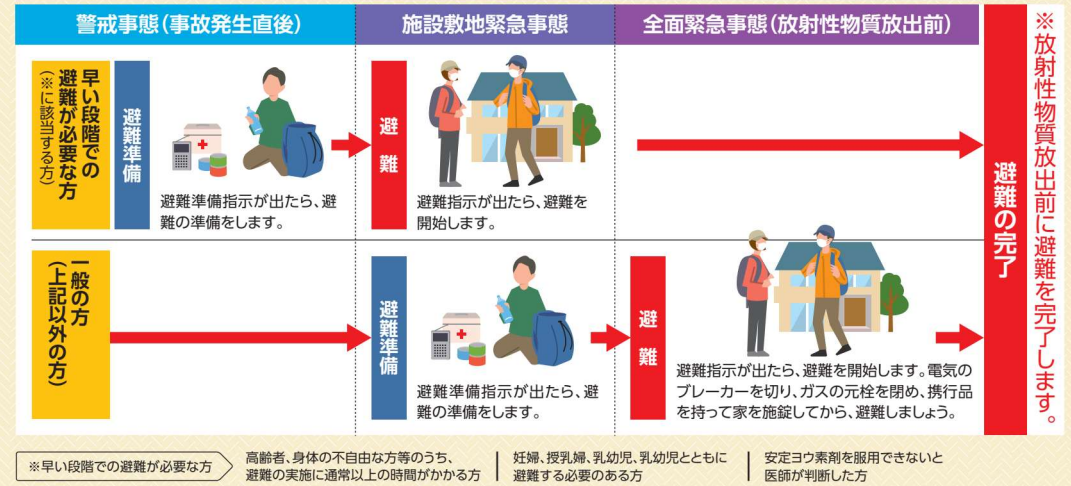 警戒事態(事故発生直後)
施設敷地緊急事態
全面緊急事態(放射性物質放出前)
早い段階での
避難が必要な方
(※に該当する方)
避難準備
避難準備指示が出たら、避
難の準備をします。
避難
避難指示が出たら、避難を
開始します。
一般の方
(上記以外の方)
避難準備
避難準備指示が出たら、避
難の準備をします。
避難
避難指示が出たら、避難を開始します。電気の
ブレーカーを切り、ガスの元栓を閉め、携行品
を持って家を施錠してから、避難しましょう。
避難の完了
※放射性物質放出前に避難を完了します。
※早い段階での避難が必要な方
高齢者、身体の不自由な方等のうち、
避難の実施に通常以上の時間がかかる方
妊婦、授乳婦、乳幼児、乳幼児とともに
避難する必要のある方
安定ヨウ素剤を服用できないと
医師が判断した方